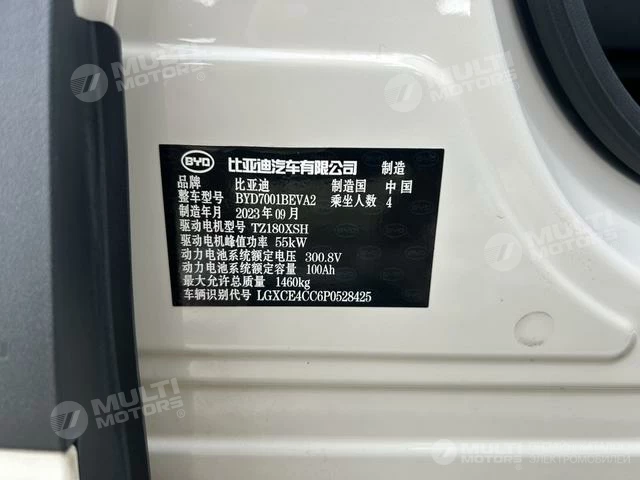 BYD 比亚迪汽车有限公司 制造
品牌 比亚迪 制造国 中国
整车型号 BYD7001BEVA2 乘坐人数 4
制造年月 2023年09月
驱动电机型号 TZ180XSH
驱动电机峰值功率 55kW
动力电池系统额定电压 300.8V
动力电池系统额定容量 100Ah
最大允许总质量 1460kg
车辆识别代号 LGXCE4CC6P0528425
MULTI MOTORS®
MULTI MOTORS®
MULTI MOTORS®
MULTI MOTORS®
MULTI
ЭЛЕКТРОМОБИЛЕЙ